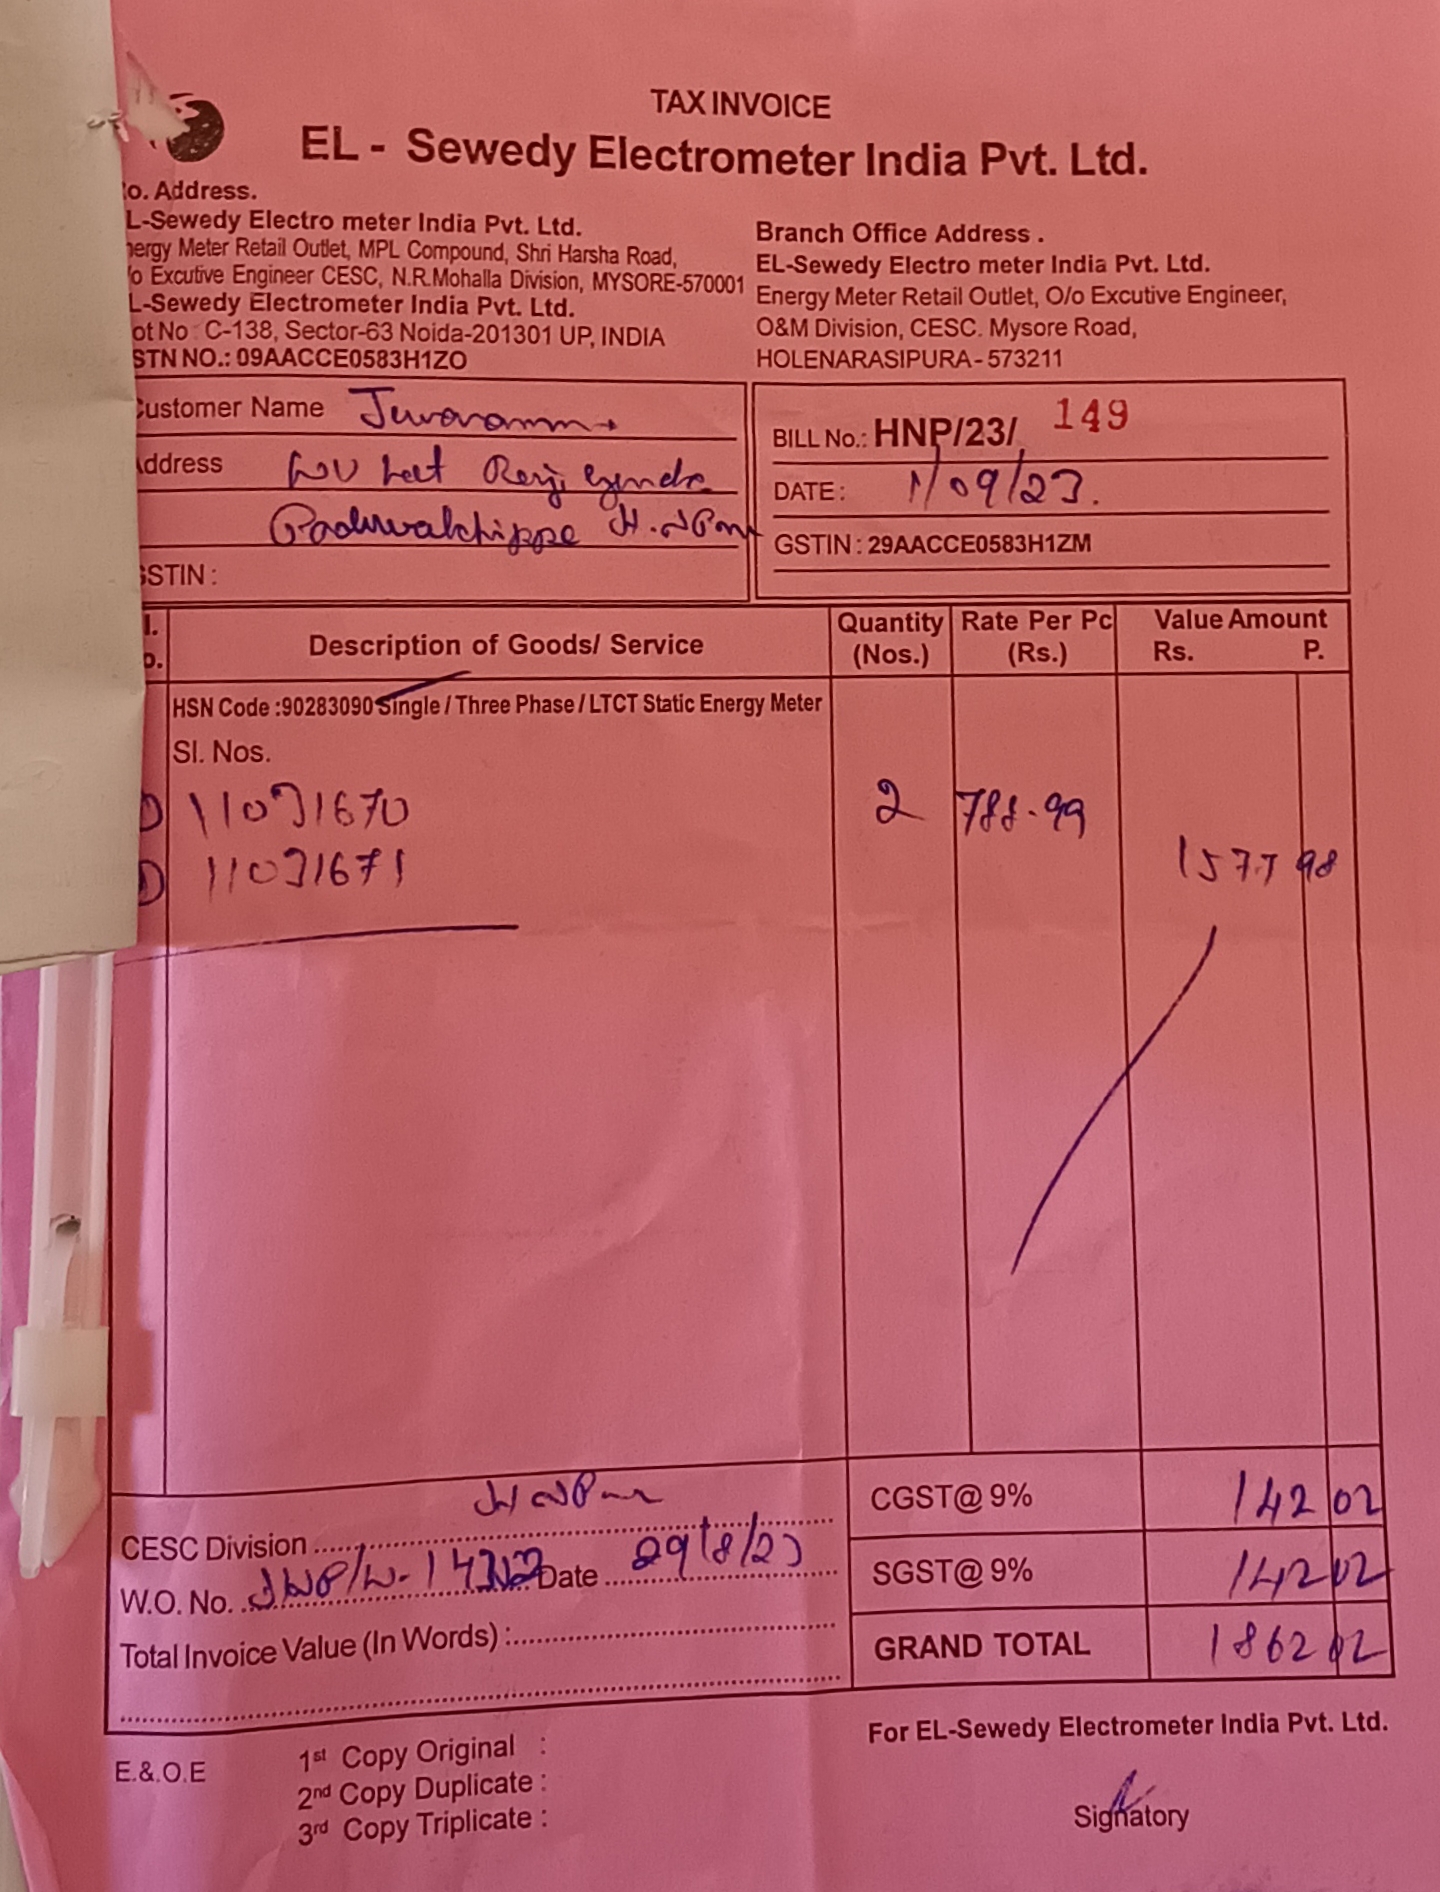 TAX INVOICE
EL - Sewedy Electrometer India Pvt. Ltd.
o. Address.
L-Sewedy Electro meter India Pvt. Ltd.
nergy Meter Retail Outlet, MPL Compound, Shri Harsha Road,
/o Excutive Engineer CESC, N.R.Mohalla Division, MYSORE-570001
L-Sewedy Electrometer India Pvt. Ltd.
ot No : C-138, Sector-63 Noida-201301 UP, INDIA
STN NO.: 09AACCE0583H1ZO
Branch Office Address .
EL-Sewedy Electro meter India Pvt. Ltd.
Energy Meter Retail Outlet, O/o Excutive Engineer,
O&M Division, CESC. Mysore Road,
HOLENARASIPURA - 573211
ustomer Name
ddress
STIN :
BILL No.: HNP/23/ 149
DATE : 1/09/23.
GSTIN : 29AACCE0583H1ZM
l. o. Description of Goods/ Service Quantity (Nos.) Rate Per Pc (Rs.) Value Amount Rs. P.
HSN Code :90283090 Single / Three Phase / LTCT Static Energy Meter
Sl. Nos.
11031670 2 788.99
11031671 1577 98
CESC Division
W.O. No. Date 29/8/23
Total Invoice Value (In Words) :
CGST@ 9% 142 02
SGST@ 9% 142 02
GRAND TOTAL 1862 02
For EL-Sewedy Electrometer India Pvt. Ltd.
E.&.O.E
1st Copy Original :
2nd Copy Duplicate :
3rd Copy Triplicate :
Signatory